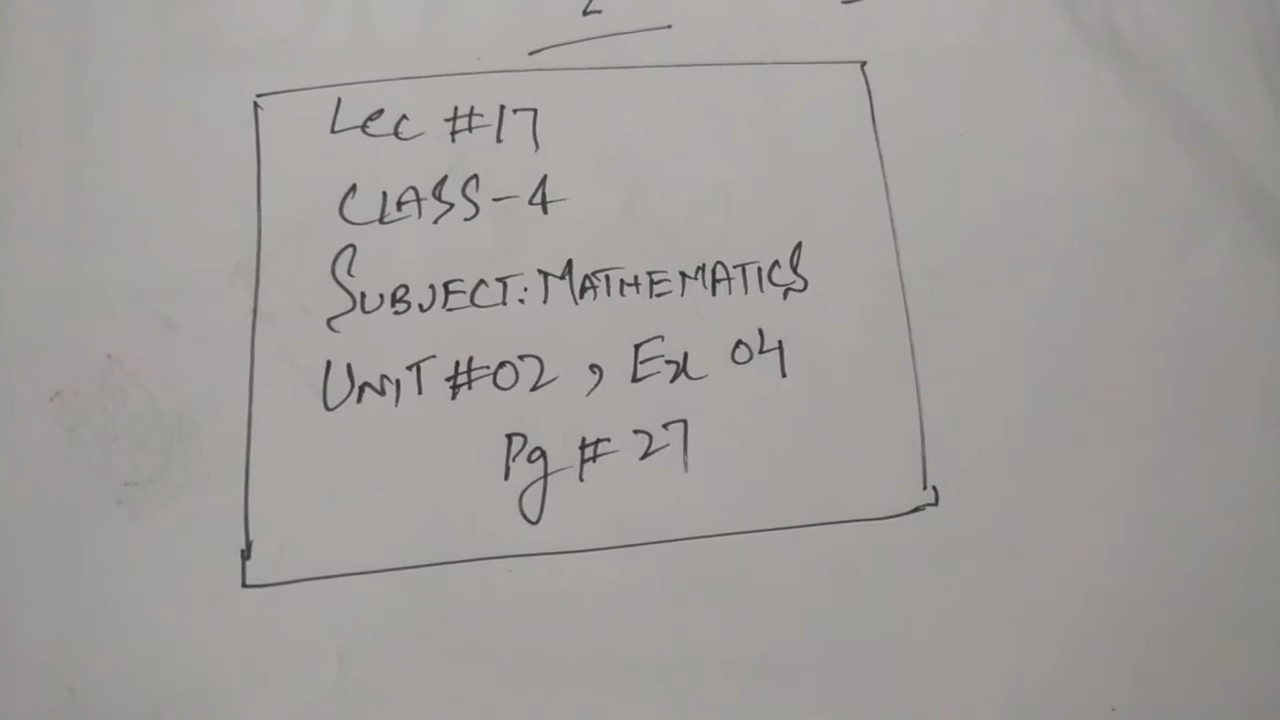 Lec #17
CLASS-4
SUBJECT: MATHEMATICS
UNIT #02, Ex 04
Pg # 27